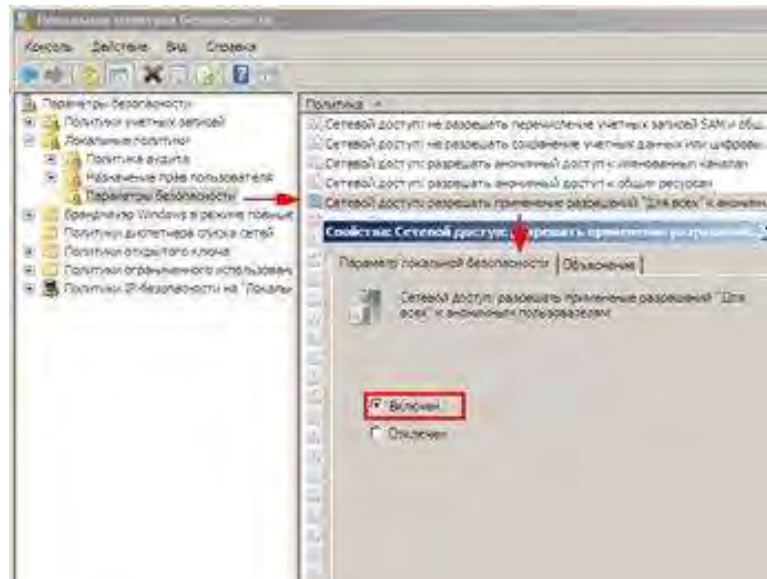 Локальная политика безопасности
Консоль Действие Вид Справка
Параметры безопасности
Политики учетных записей
Локальные политики
Политика аудита
Назначение прав пользователя
Параметры безопасности
Брандмауэр Windows в режиме повыше
Политики диспетчера списка сетей
Политики открытого ключа
Политики ограниченного использован
Политики IP-безопасности на "Локальн
Политика
Сетевой доступ: не разрешать перечисление учетных записей SAM и общ...
Сетевой доступ: не разрешать сохранение учетных данных или цифровы...
Сетевой доступ: разрешать анонимный доступ к именованным каналам
Сетевой доступ: разрешать анонимный доступ к общим ресурсам
Сетевой доступ: разрешать применение разрешений "Для всех" к аноним...
Свойства: Сетевой доступ: разрешать применение разрешений...
Параметр локальной безопасности Объяснение
Сетевой доступ: разрешать применение разрешений "Для
всех" к анонимным пользователям
Включен
Отключен